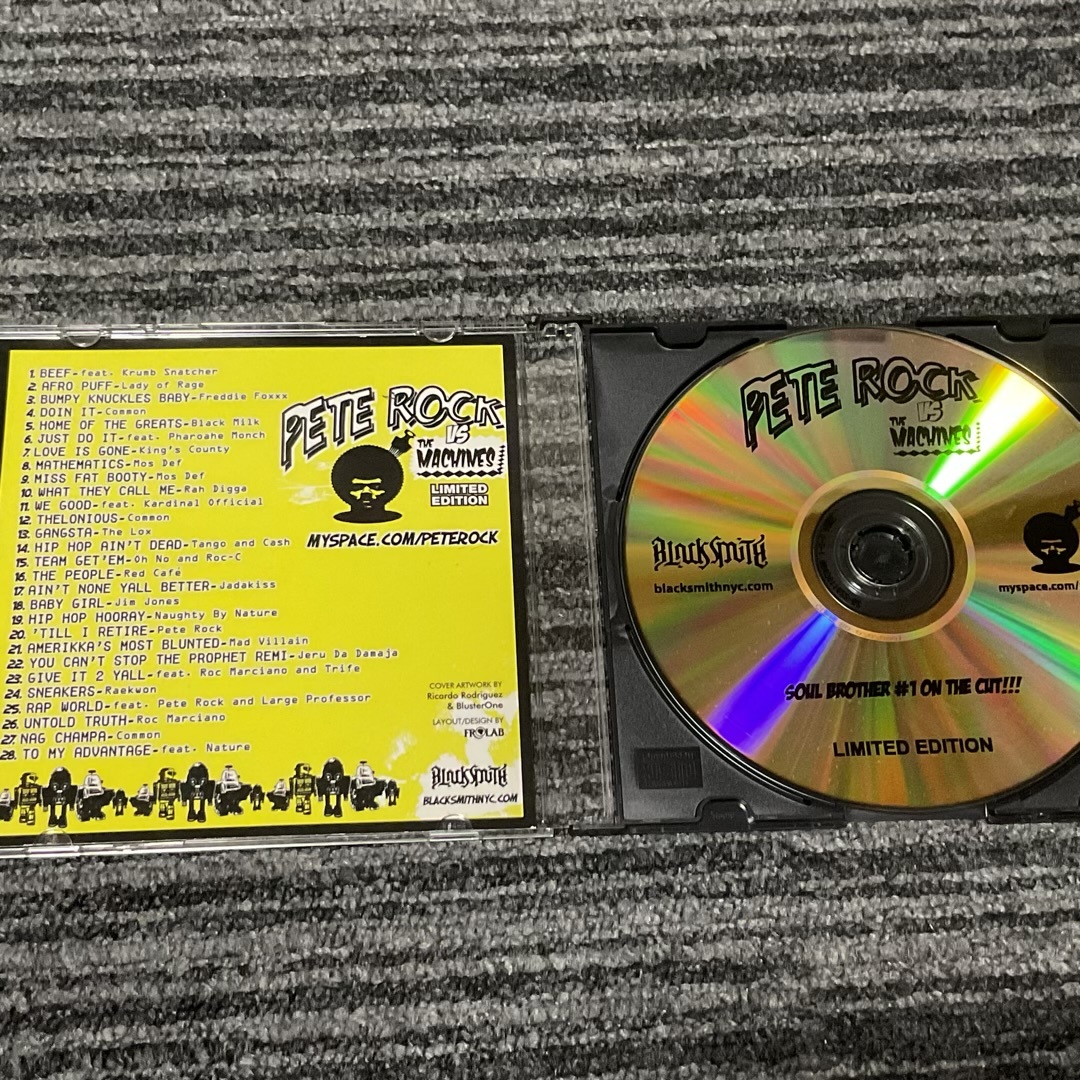 1. BEEF-feat. Krumb Snatcher
2. AFRO PUFF-Lady of Rage
3. BUMPY KNUCKLES BABY-Freddie Foxxx
4. DOIN IT-Common
5. HOME OF THE GREATS-Black Milk
6. JUST DO IT-feat. Pharoahe Monch
7. LOVE IS GONE-King's County
8. MATHEMATICS-Mos Def
9. MISS FAT BOOTY-Mos Def
10. WHAT THEY CALL ME-Rah Digga
11. WE GOOD-feat. Kardinal Official
12. THELONIOUS-Common
13. GANGSTA-The Lox
14. HIP HOP AIN'T DEAD-Tango and Cash
15. TEAM GET'EM-Oh No and Roc-C
16. THE PEOPLE-Red Café
17. AIN'T NONE YALL BETTER-Jadakiss
18. BABY GIRL-Jim Jones
19. HIP HOP HOORAY-Naughty By Nature
20. 'TILL I RETIRE-Pete Rock
21. AMERIKKA'S MOST BLUNTED-Mad Villain
22. YOU CAN'T STOP THE PROPHET REMI-Jeru Da Damaja
23. GIVE IT 2 YALL-feat. Roc Marciano and Trife
24. SNEAKERS-Raekwon
25. RAP WORLD-feat. Pete Rock and Large Professor
26. UNTOLD TRUTH-Roc Marciano
27. NAG CHAMPA-Common
28. TO MY ADVANTAGE-feat. Nature
PETE ROCK
VS
THE
MACHINES
LIMITED
EDITION
MYSPACE.COM/PETEROCK
COVER ARTWORK BY
Ricardo Rodriguez
& BlusterOne
LAYOUT/DESIGN BY
FROLAB
BLACKSMITH
BLACKSMITHNYC.COM
PETE ROCK
VS
THE
MACHINES
BLACKSMITH
blacksmithnyc.com
myspace.com/
SOUL BROTHER #1 ON THE CUT!!!
LIMITED EDITION